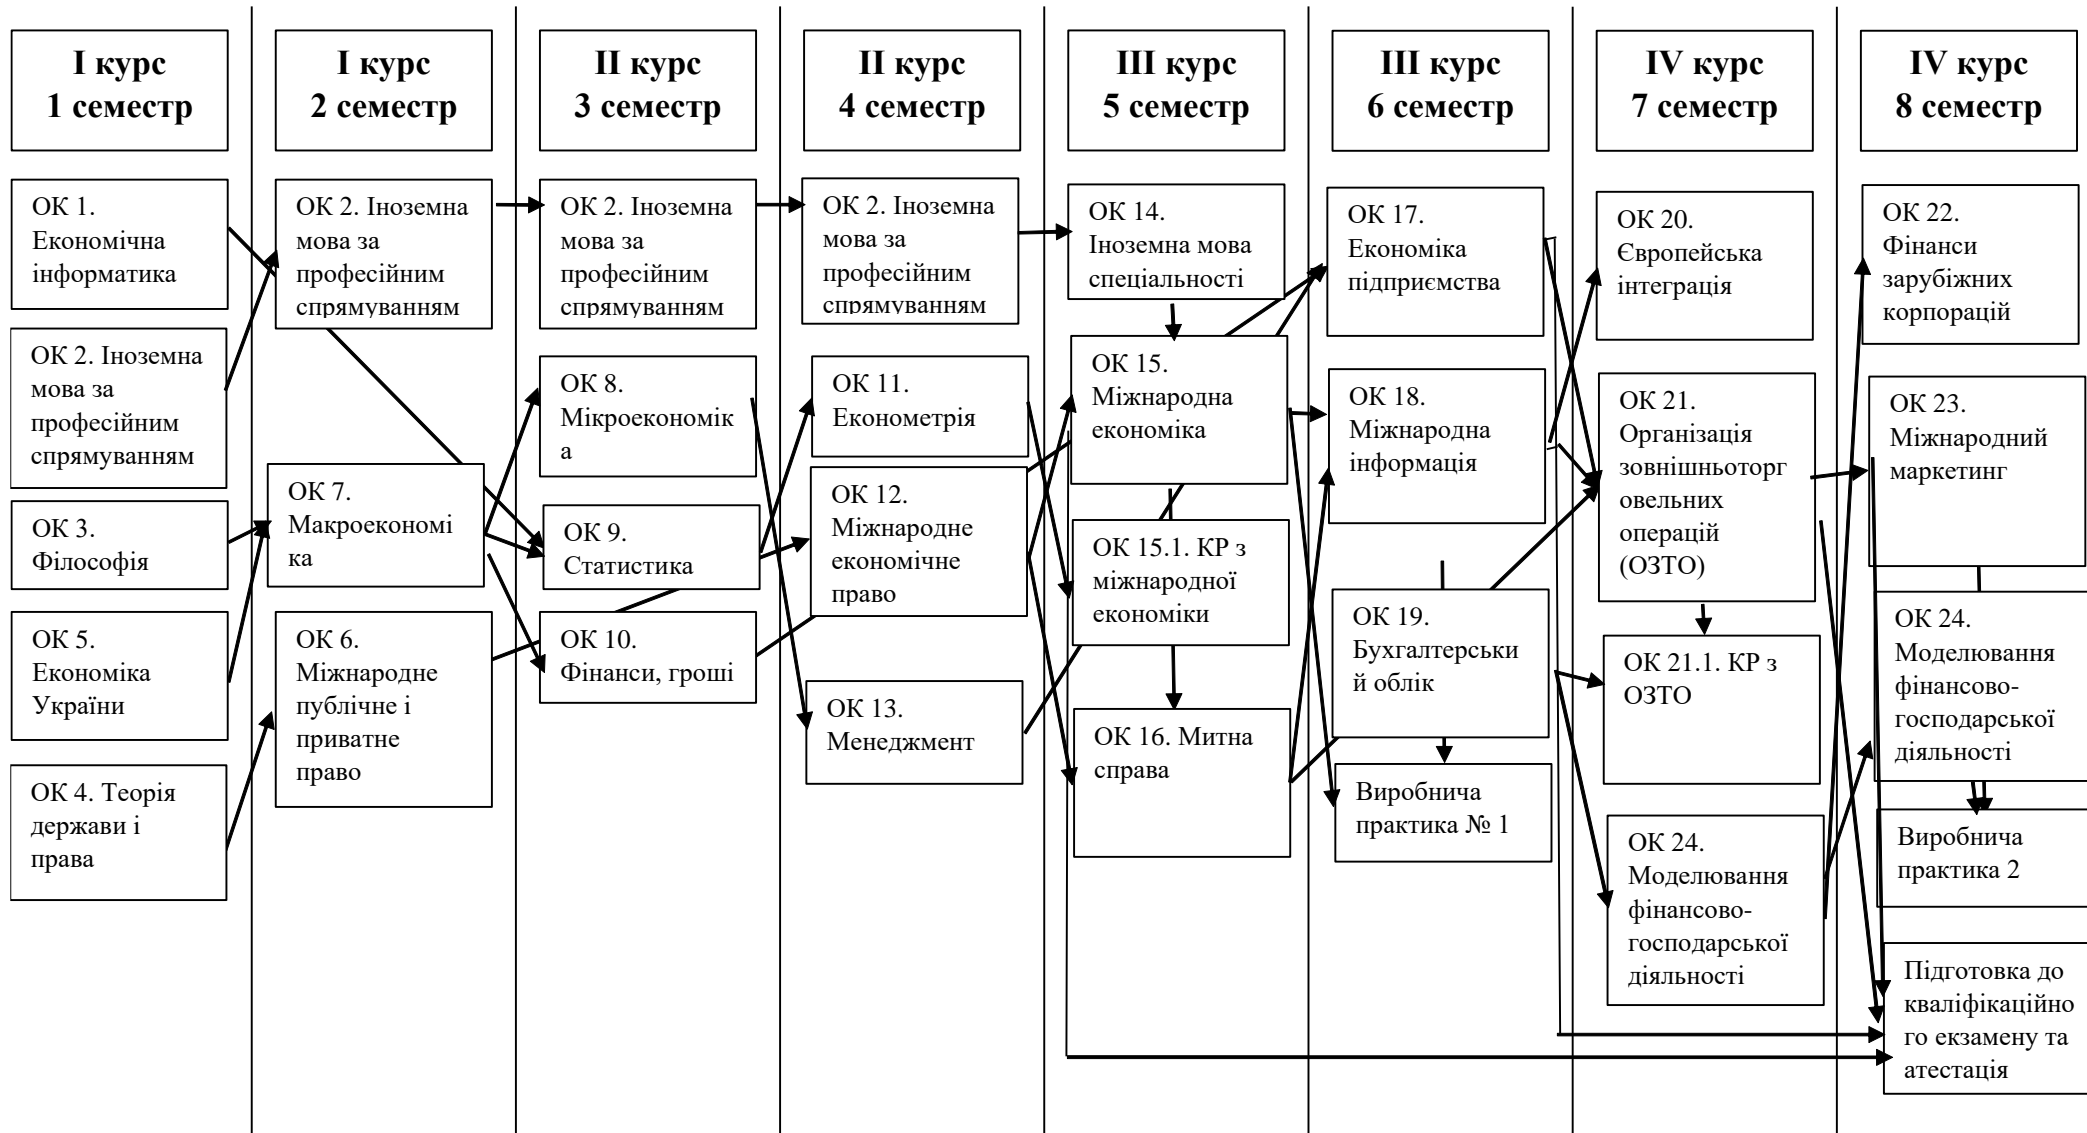 I курс
1 семестр
I курс
2 семестр
II курс
3 семестр
II курс
4 семестр
III курс
5 семестр
III курс
6 семестр
IV курс
7 семестр
IV курс
8 семестр
ОК 1.
Економічна
інформатика
ОК 2. Іноземна
мова за
професійним
спрямуванням
ОК 3.
Філософія
ОК 5.
Економіка
України
ОК 4. Теорія
держави і
права
ОК 2. Іноземна
мова за
професійним
спрямуванням
ОК 7.
Макроекономі
ка
ОК 6.
Міжнародне
публічне і
приватне
право
ОК 2. Іноземна
мова за
професійним
спрямуванням
ОК 8.
Мікроекономік
а
ОК 9.
Статистика
ОК 10.
Фінанси, гроші
ОК 2. Іноземна
мова за
професійним
спрямуванням
ОК 11.
Економетрія
ОК 12.
Міжнародне
економічне
право
ОК 13.
Менеджмент
ОК 14.
Іноземна мова
спеціальності
ОК 15.
Міжнародна
економіка
ОК 15.1. КР з
міжнародної
економіки
ОК 16. Митна
справа
ОК 17.
Економіка
підприємства
ОК 18.
Міжнародна
інформація
ОК 19.
Бухгалтерськи
й облік
Виробнича
практика № 1
ОК 20.
Європейська
інтеграція
ОК 21.
Організація
зовнішньоторг
овельних
операцій
(ОЗТО)
ОК 21.1. КР з
ОЗТО
ОК 24.
Моделювання
фінансово-
господарської
діяльності
ОК 22.
Фінанси
зарубіжних
корпорацій
ОК 23.
Міжнародний
маркетинг
ОК 24.
Моделювання
фінансово-
господарської
діяльності
Виробнича
практика 2
Підготовка до
кваліфікаційно
го екзамену та
атестація